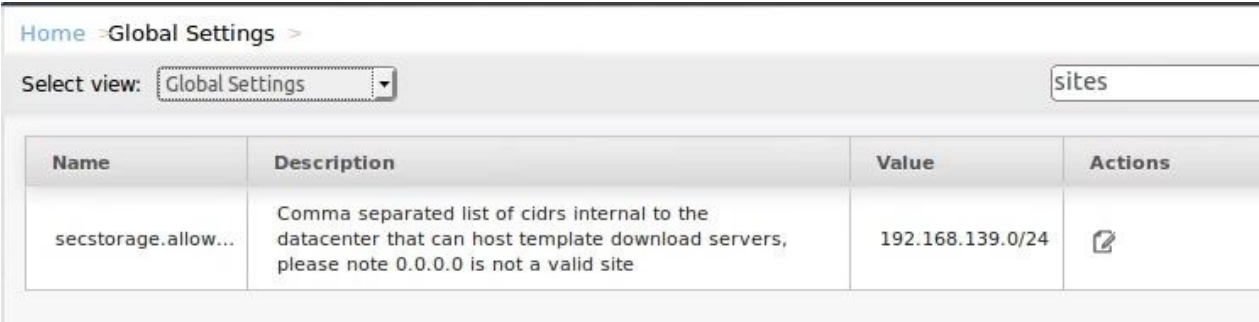 Home > Global Settings >
Select view: Global Settings
sites
Name Description Value Actions
secstorage.allow...
Comma separated list of cidrs internal to the
datacenter that can host template download servers,
please note 0.0.0.0 is not a valid site
192.168.139.0/24